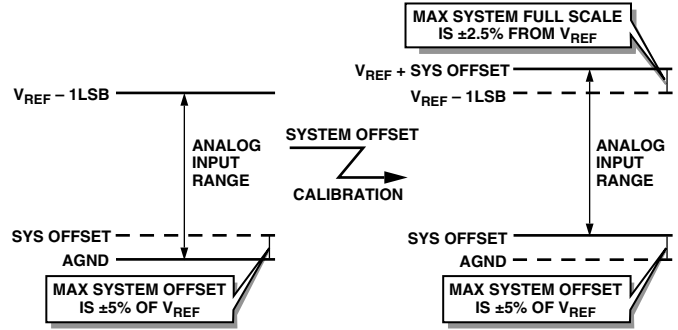 MAX SYSTEM FULL SCALE
IS ±2.5% FROM VREF
VREF – 1LSB
ANALOG
INPUT
RANGE
SYS OFFSET
AGND
MAX SYSTEM OFFSET
IS ±5% OF VREF
SYSTEM OFFSET
CALIBRATION
VREF + SYS OFFSET
VREF – 1LSB
ANALOG
INPUT
RANGE
SYS OFFSET
AGND
MAX SYSTEM OFFSET
IS ±5% OF VREF